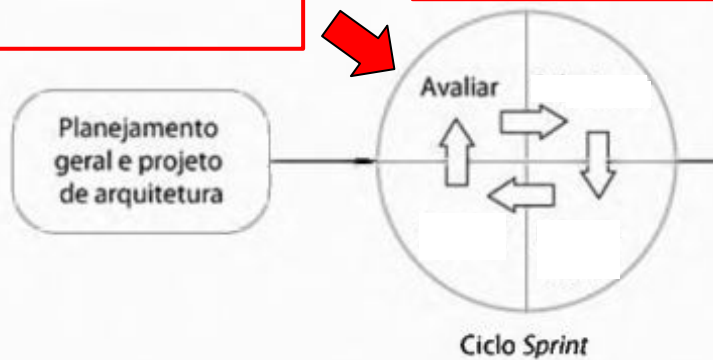 Avaliar
Planejamento
geral e projeto
de arquitetura
Ciclo Sprint